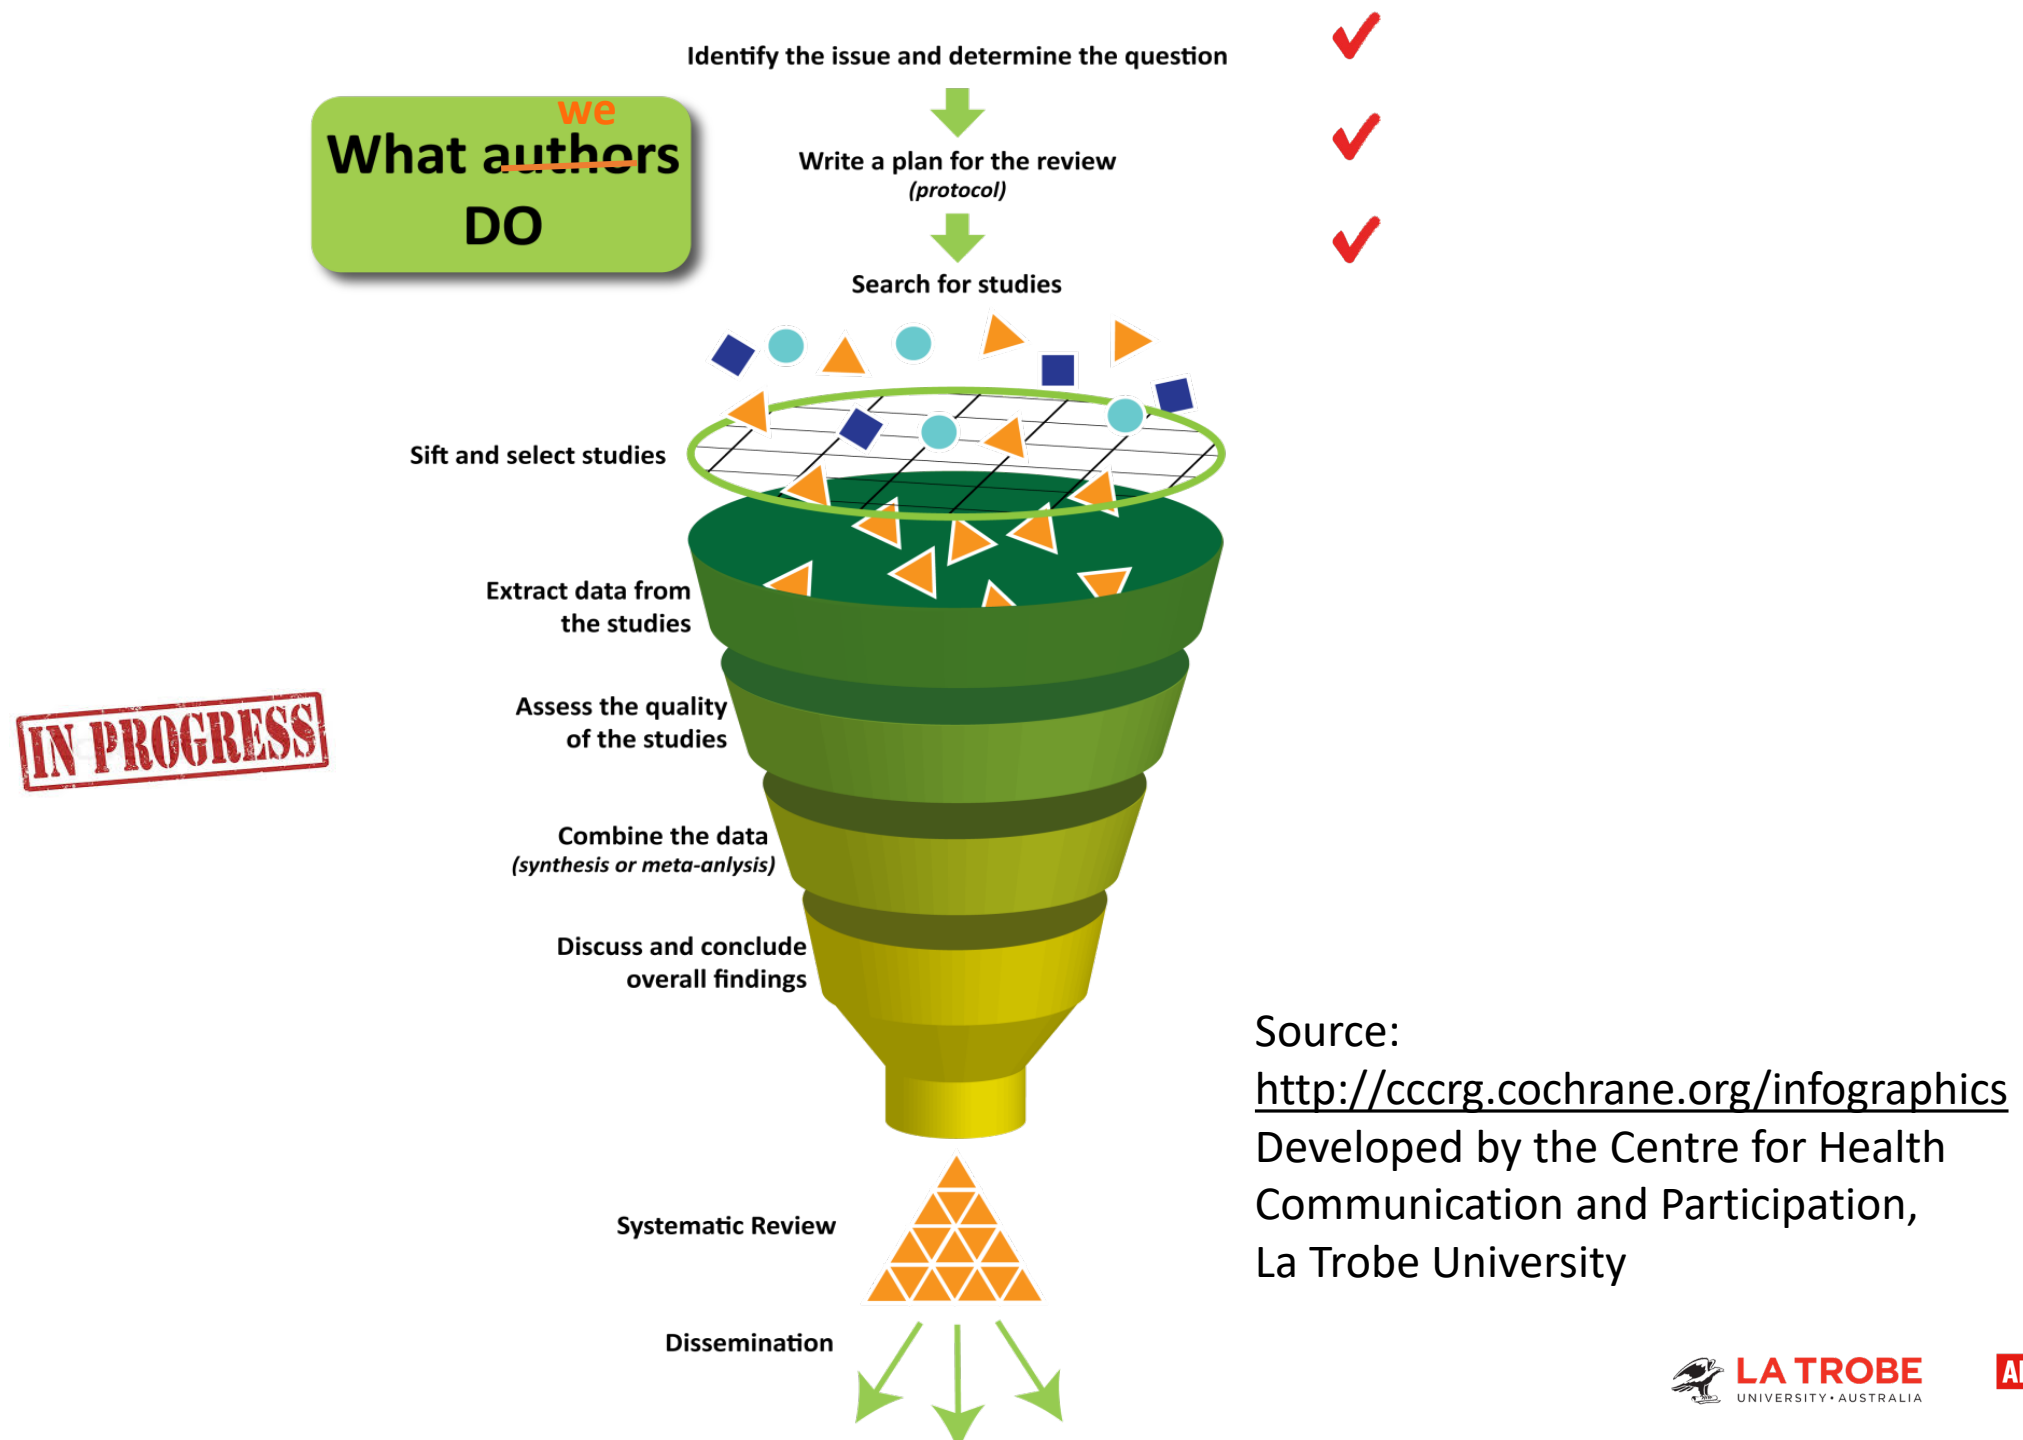 Identify the issue and determine the question
we
What authors
DO
Write a plan for the review
(protocol)
Search for studies
Sift and select studies
Extract data from
the studies
IN PROGRESS
Assess the quality
of the studies
Combine the data
(synthesis or meta-anlysis)
Discuss and conclude
overall findings
Source:
http://cccrg.cochrane.org/infographics
Developed by the Centre for Health
Communication and Participation,
La Trobe University
Systematic Review
Dissemination
LA TROBE
UNIVERSITY • AUSTRALIA